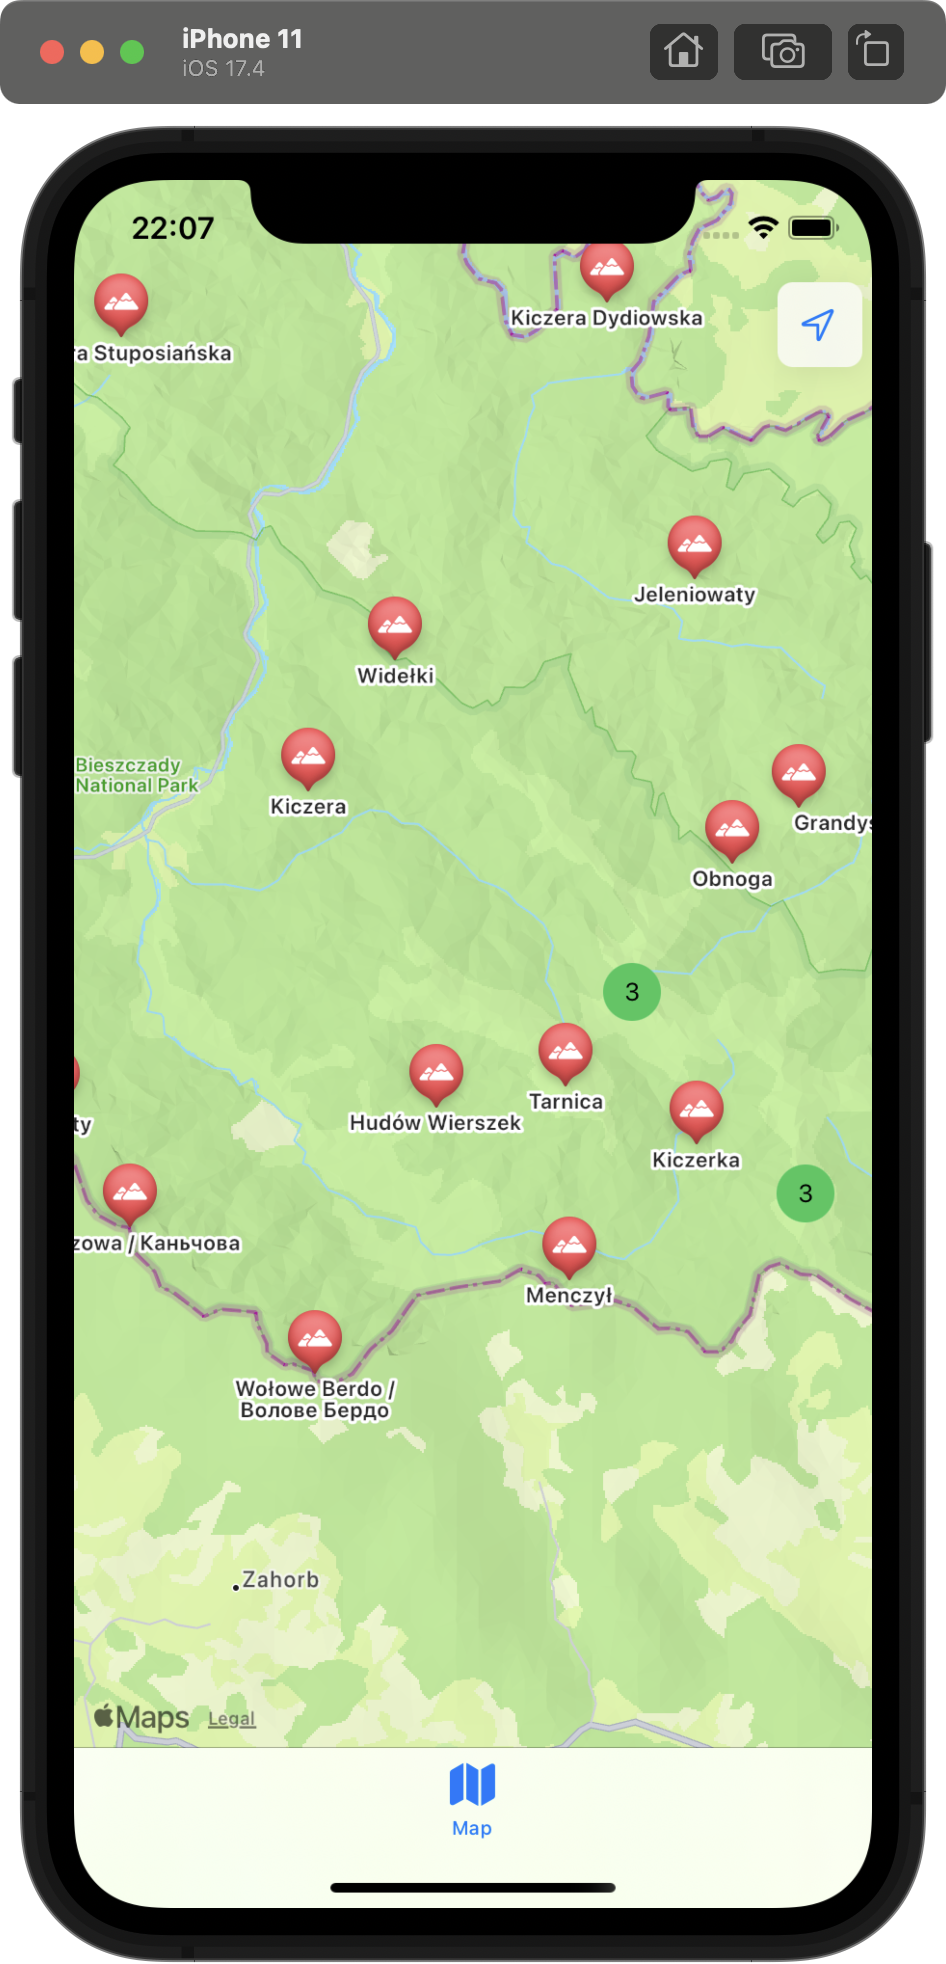 iPhone 11
iOS 17.4
22:07
Kiczera Dydiowska
ra Stuposiańska
Jeleniowaty
Widełki
Bieszczady
National Park
Kiczera
Grandys
Obnoga
3
Tarnica
Hudów Wierszek
ty
Kiczerka
3
zowa / Каньчова
Menczył
Wołowe Berdo /
Волове Бердо
Zahorb
Maps Legal
Map